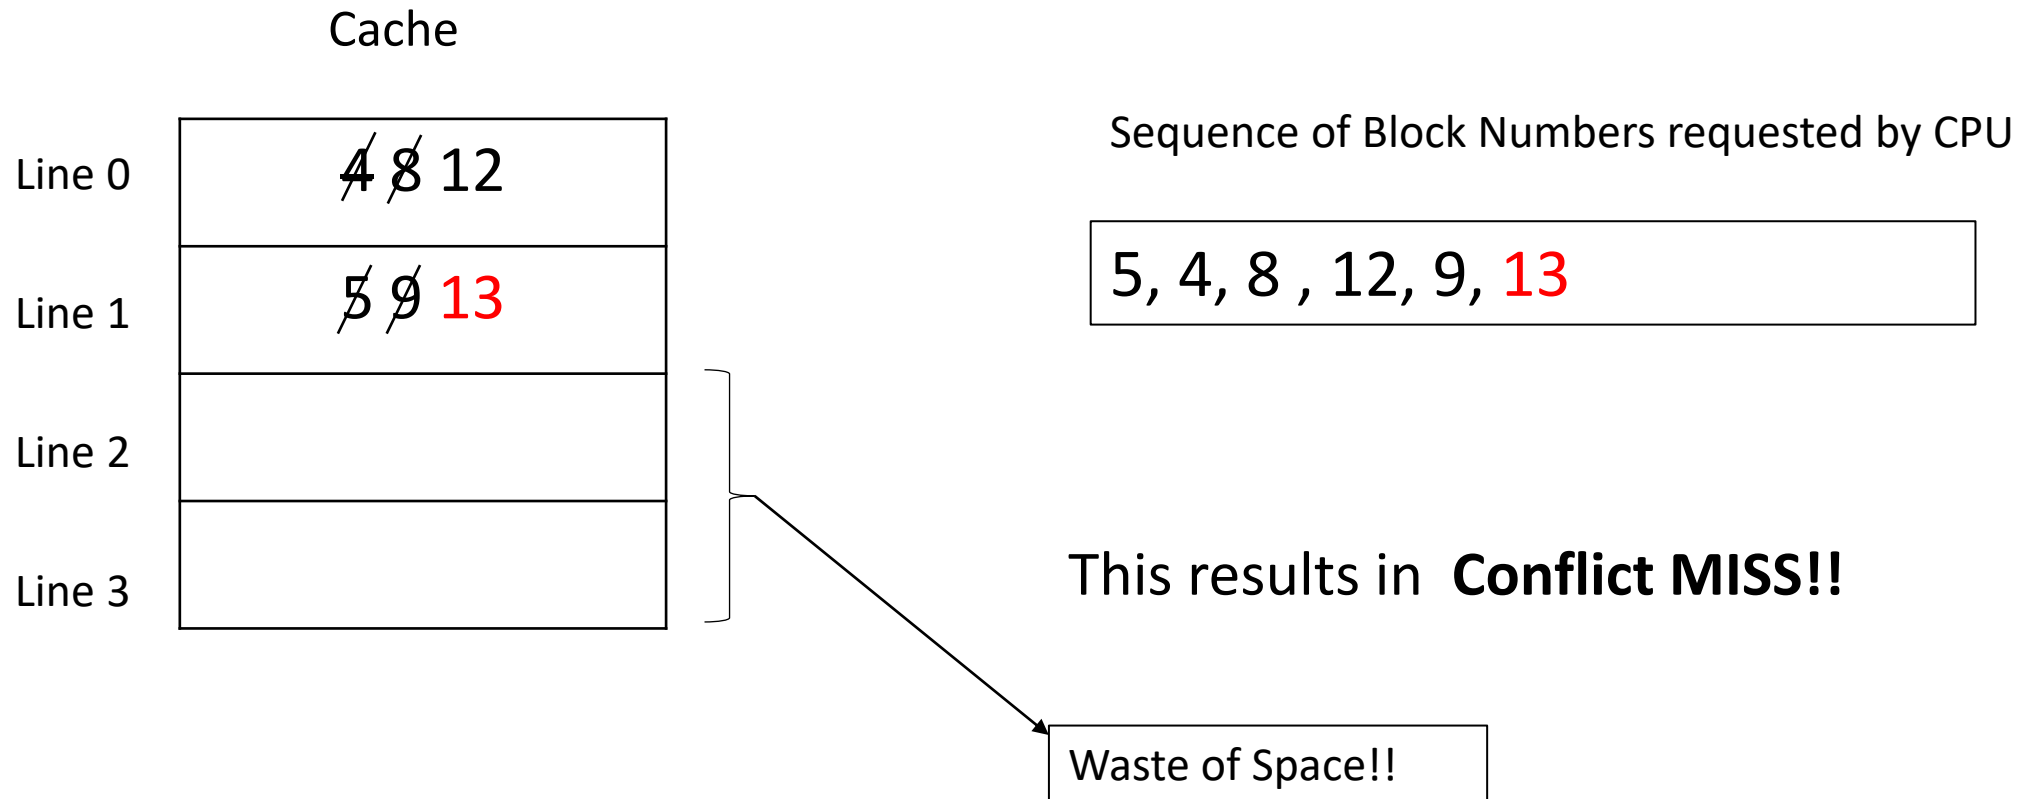 Cache
Sequence of Block Numbers requested by CPU
Line 0
4 8 12
5, 4, 8 , 12, 9, 13
Line 1
5 9 13
Line 2
This results in Conflict MISS!!
Line 3
Waste of Space!!